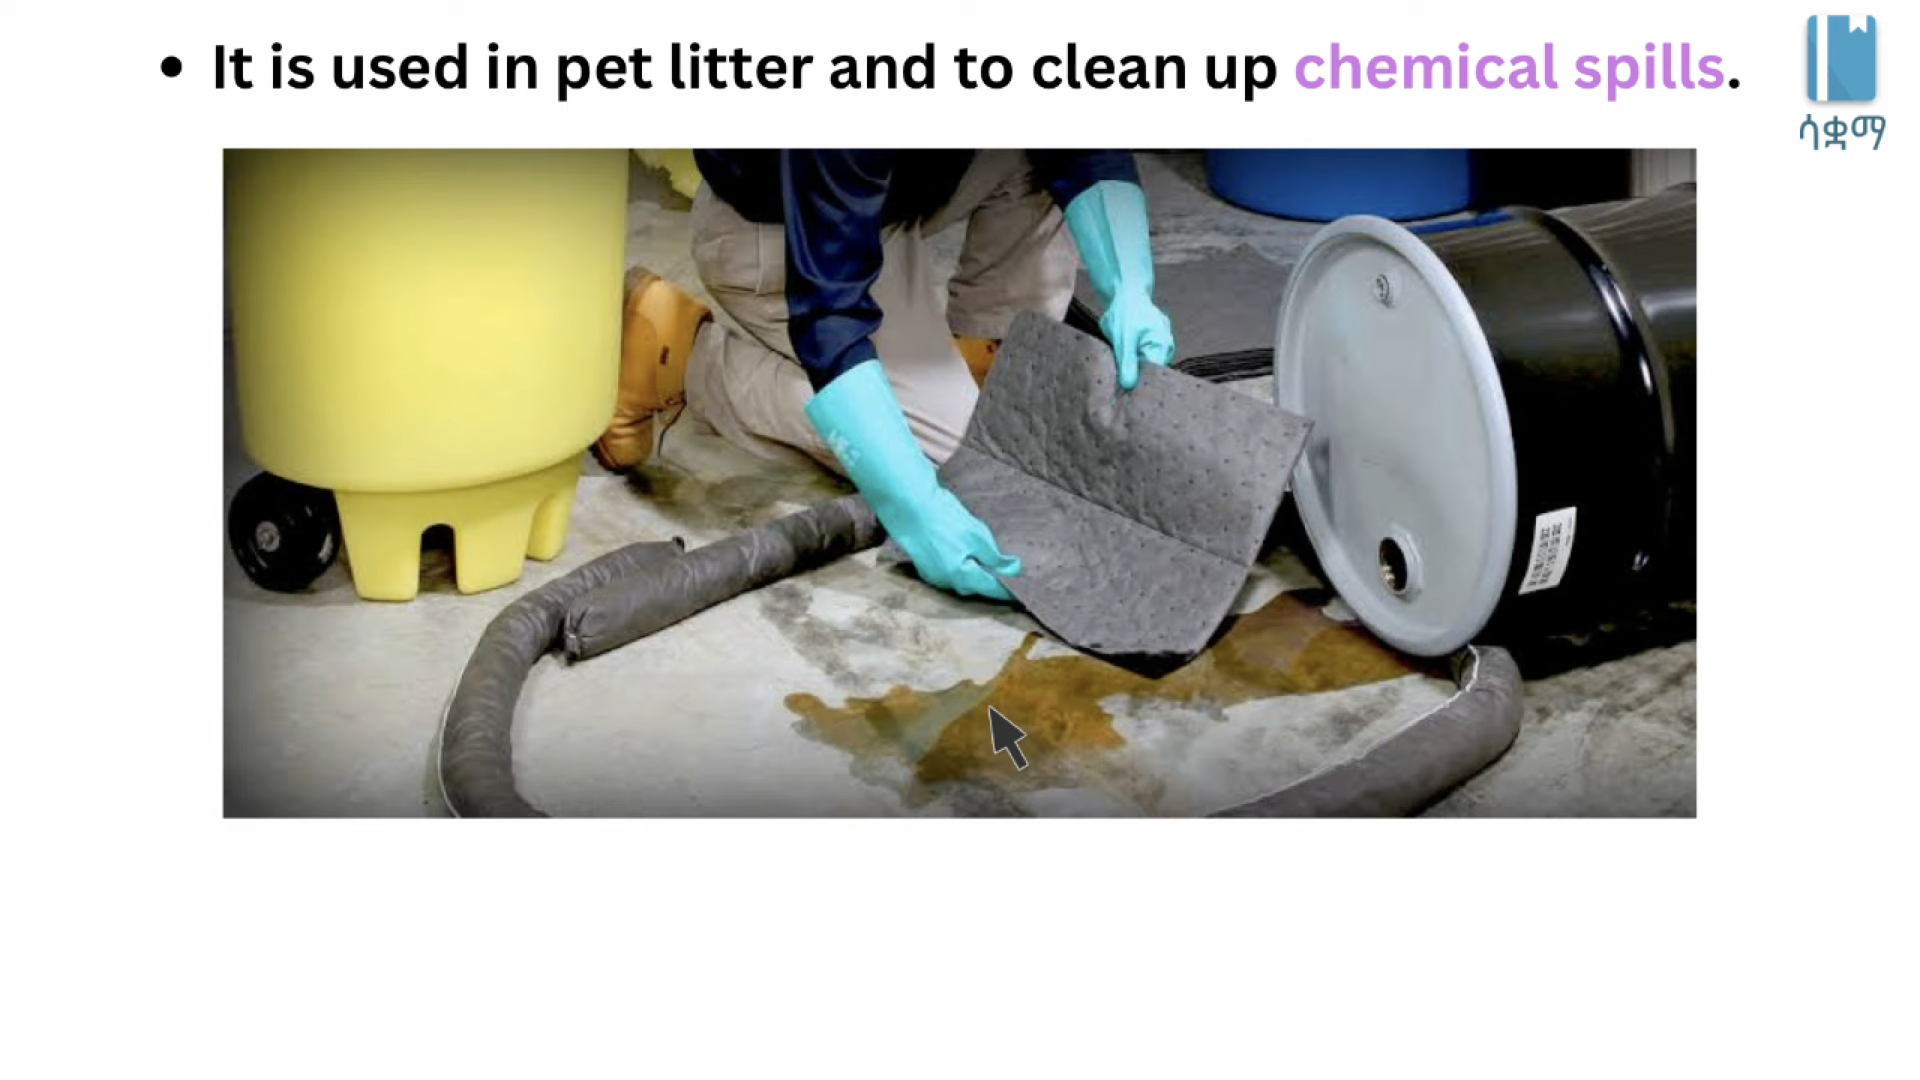 • It is used in pet litter and to clean up chemical spills.
ሳቋማ